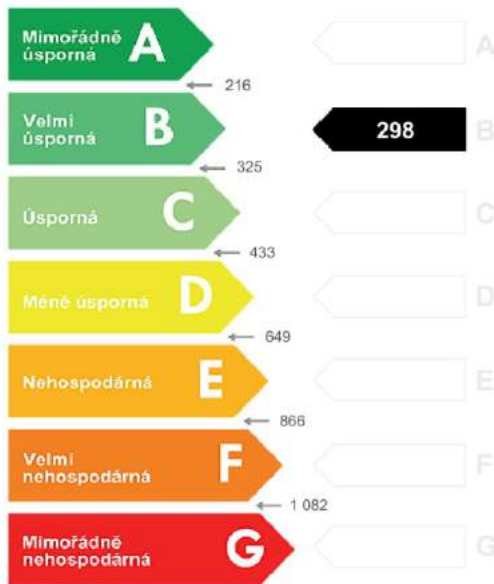 Mimořádně
úsporná
A
A
216
Velmi
úsporná
B
298
B
325
Úsporná
C
C
433
Méně úsporná
D
D
649
Nehospodárná
E
E
866
Velmi
nehospodárná
F
F
1 082
Mimořádně
nehospodárná
G
G